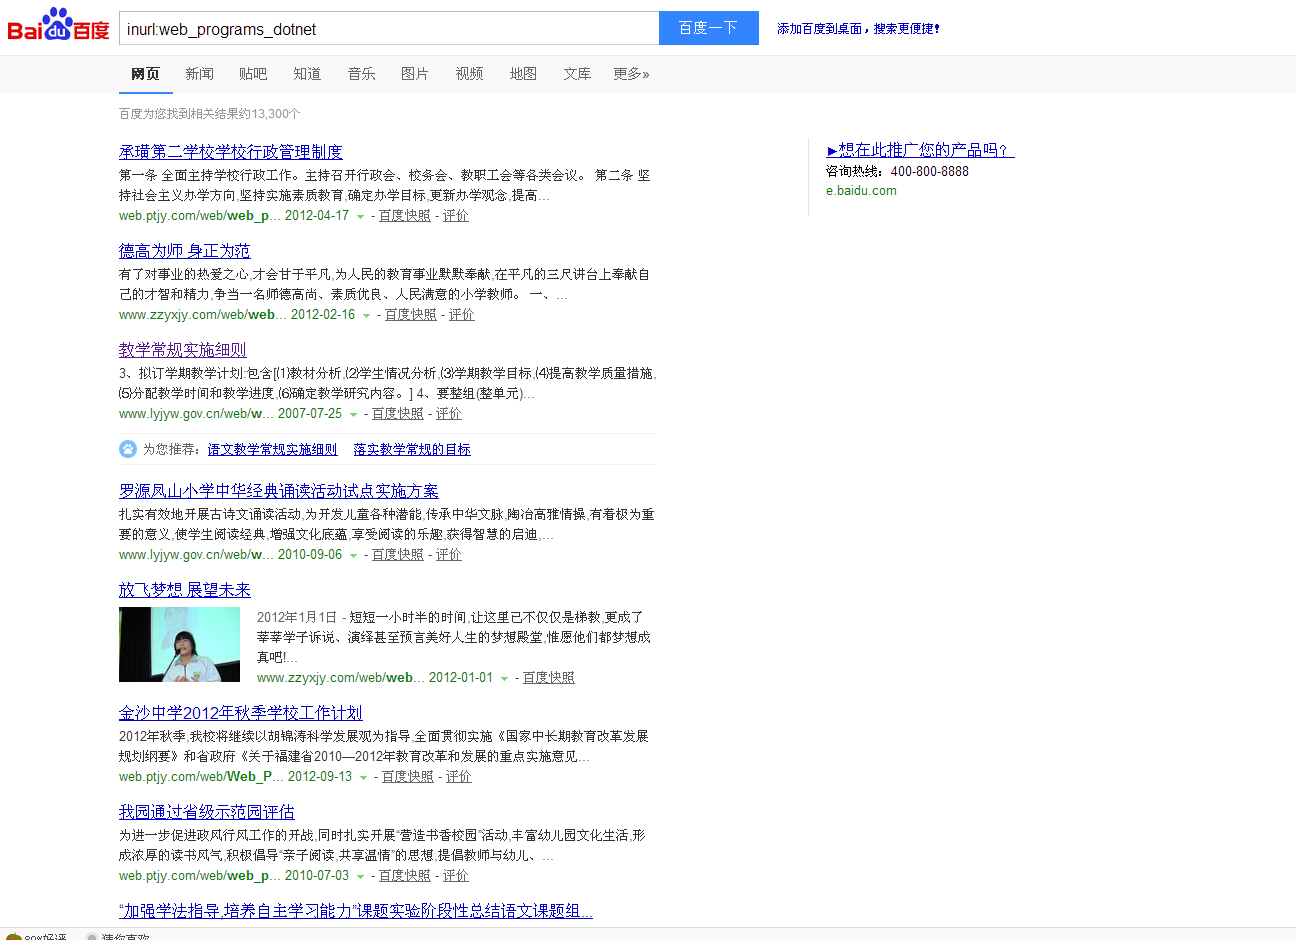 Bai du 百度 inurl:web_programs_dotnet 百度一下 添加百度到桌面，搜索更便捷！
网页 新闻 贴吧 知道 音乐 图片 视频 地图 文库 更多»
百度为您找到相关结果约13,300个
承璜第二学校学校行政管理制度
第一条 全面主持学校行政工作。主持召开行政会、校务会、教职工会等各类会议。 第二条 坚
持社会主义办学方向,坚持实施素质教育,确定办学目标,更新办学观念,提高...
web.ptjy.com/web/web_p... 2012-04-17 - 百度快照 - 评价
►想在此推广您的产品吗？
咨询热线：400-800-8888
e.baidu.com
德高为师 身正为范
有了对事业的热爱之心,才会甘于平凡,为人民的教育事业默默奉献,在平凡的三尺讲台上奉献自
己的才智和精力,争当一名师德高尚、素质优良、人民满意的小学教师。 一、...
www.zzyxjy.com/web/web... 2012-02-16 - 百度快照 - 评价
教学常规实施细则
3、拟订学期教学计划:包含[⑴教材分析,⑵学生情况分析,⑶学期教学目标,⑷提高教学质量措施,
⑸分配教学时间和教学进度,⑹确定教学研究内容。] 4、要整组(整单元)...
www.lyjyw.gov.cn/web/w... 2007-07-25 - 百度快照 - 评价
为您推荐： 语文教学常规实施细则 落实教学常规的目标
罗源凤山小学中华经典诵读活动试点实施方案
扎实有效地开展古诗文诵读活动,为开发儿童各种潜能,传承中华文脉,陶冶高雅情操,有着极为重
要的意义,使学生阅读经典,增强文化底蕴,享受阅读的乐趣,获得智慧的启迪,...
www.lyjyw.gov.cn/web/w... 2010-09-06 - 百度快照 - 评价
放飞梦想 展望未来
2012年1月1日 - 短短一小时半的时间,让这里已不仅仅是梯教,更成了
莘莘学子诉说、演绎甚至预言美好人生的梦想殿堂,惟愿他们都梦想成
真吧!...
www.zzyxjy.com/web/web... 2012-01-01 - 百度快照
金沙中学2012年秋季学校工作计划
2012年秋季,我校将继续以胡锦涛科学发展观为指导,全面贯彻实施《国家中长期教育改革发展
规划纲要》和省政府《关于福建省2010—2012年教育改革和发展的重点实施意见...
web.ptjy.com/web/Web_P... 2012-09-13 - 百度快照 - 评价
我园通过省级示范园评估
为进一步促进政风行风工作的开战,同时扎实开展“营造书香校园”活动,丰富幼儿园文化生活,形
成浓厚的读书风气,积极倡导“亲子阅读,共享温情”的思想,提倡教师与幼儿、...
web.ptjy.com/web/web_p... 2010-07-03 - 百度快照 - 评价
“加强学法指导,培养自主学习能力”课题实验阶段性总结语文课题组...
80%好评 猜你喜欢